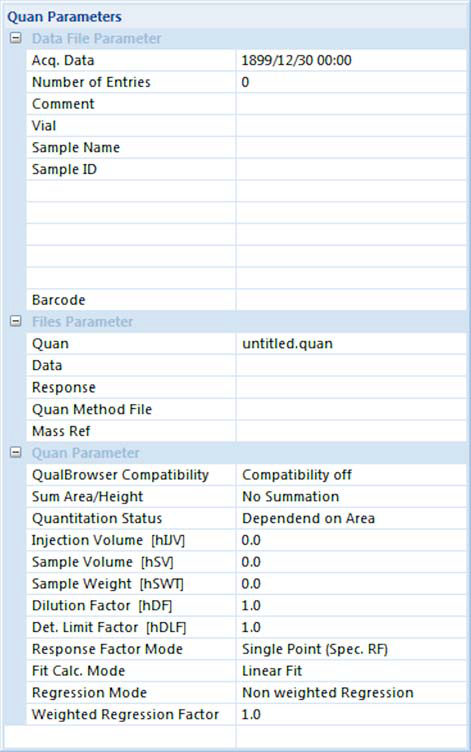 Quan Parameters
Data File Parameter
Acq. Data 1899/12/30 00:00
Number of Entries 0
Comment
Vial
Sample Name
Sample ID
Barcode
Files Parameter
Quan untitled.quan
Data
Response
Quan Method File
Mass Ref
Quan Parameter
QualBrowser Compatibility Compatibility off
Sum Area/Height No Summation
Quantitation Status Dependend on Area
Injection Volume [hIJV) 0.0
Sample Volume [hSV] 0.0
Sample Weight [hSWT] 0.0
Dilution Factor [hDF] 1.0
Det. Limit Factor [hDLF] 1.0
Response Factor Mode Single Point (Spec. RF)
Fit Calc. Mode Linear Fit
Regression Mode Non weighted Regression
Weighted Regression Factor 1.0